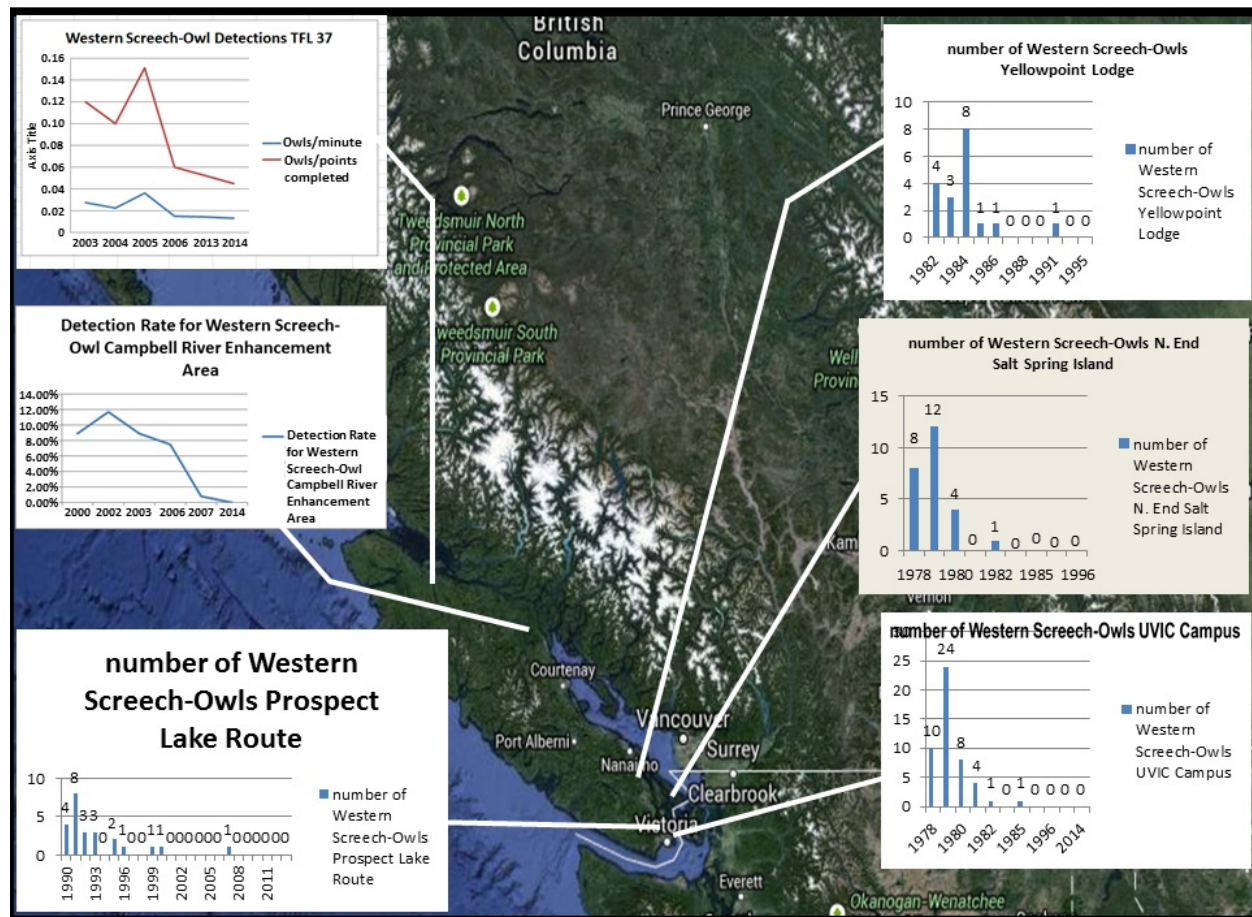 Western Screech-Owl Detections TFL 37
0.16
0.14
0.12
0.10
0.08
0.06
0.04
0.02
0
Axis Title
2003 2004 2005 2006 2013 2014
Owls/minute
Owls/points
completed
Detection Rate for Western Screech-
Owl Campbell River Enhancement
Area
14.00%
12.00%
10.00%
8.00%
6.00%
4.00%
2.00%
0.00%
2000 2002 2003 2006 2007 2014
Detection Rate
for Western
Screech-Owl
Campbell River
Enhancement
Area
number of Western
Screech-Owls Prospect
Lake Route
10
5
0
4 8 3 3 0 2 1 0 0 1 1 0 0 0 0 0 0 1 0 0 0 0 0 0
1990 1993 1996 1999 2002 2005 2008 2011
number of
Western
Screech-Owls
Prospect Lake
Route
British
Columbia
Prince George
Tweedsmuir North
Provincial Park
and Protected Area
weedsmuir South
Provincial Park
Well
Provin
Kam
Vernon
Courtenay
Port Alberni
Nanaimo
Vancouver
Surrey
Clearbrook
Victoria
Everett
Okanogan-Wenatchee
number of Western Screech-Owls
Yellowpoint Lodge
10
8
6
4
2
0
4 3 8 1 1 0 0 0 1 0 0
1982 1984 1986 1988 1991 1995
number of
Western
Screech-Owls
Yellowpoint
Lodge
number of Western Screech-Owls N. End
Salt Spring Island
15
10
5
0
8 12 4 0 1 0 0 0 0
1978 1980 1982 1985 1996
number of
Western
Screech-Owls
N. End Salt
Spring Island
number of Western Screech-Owls UVIC Campus
30
25
20
15
10
5
0
10 24 8 4 1 0 1 0 0 0 0
1978 1980 1982 1985 1996 2014
number of
Western
Screech-Owls
UVIC Campus